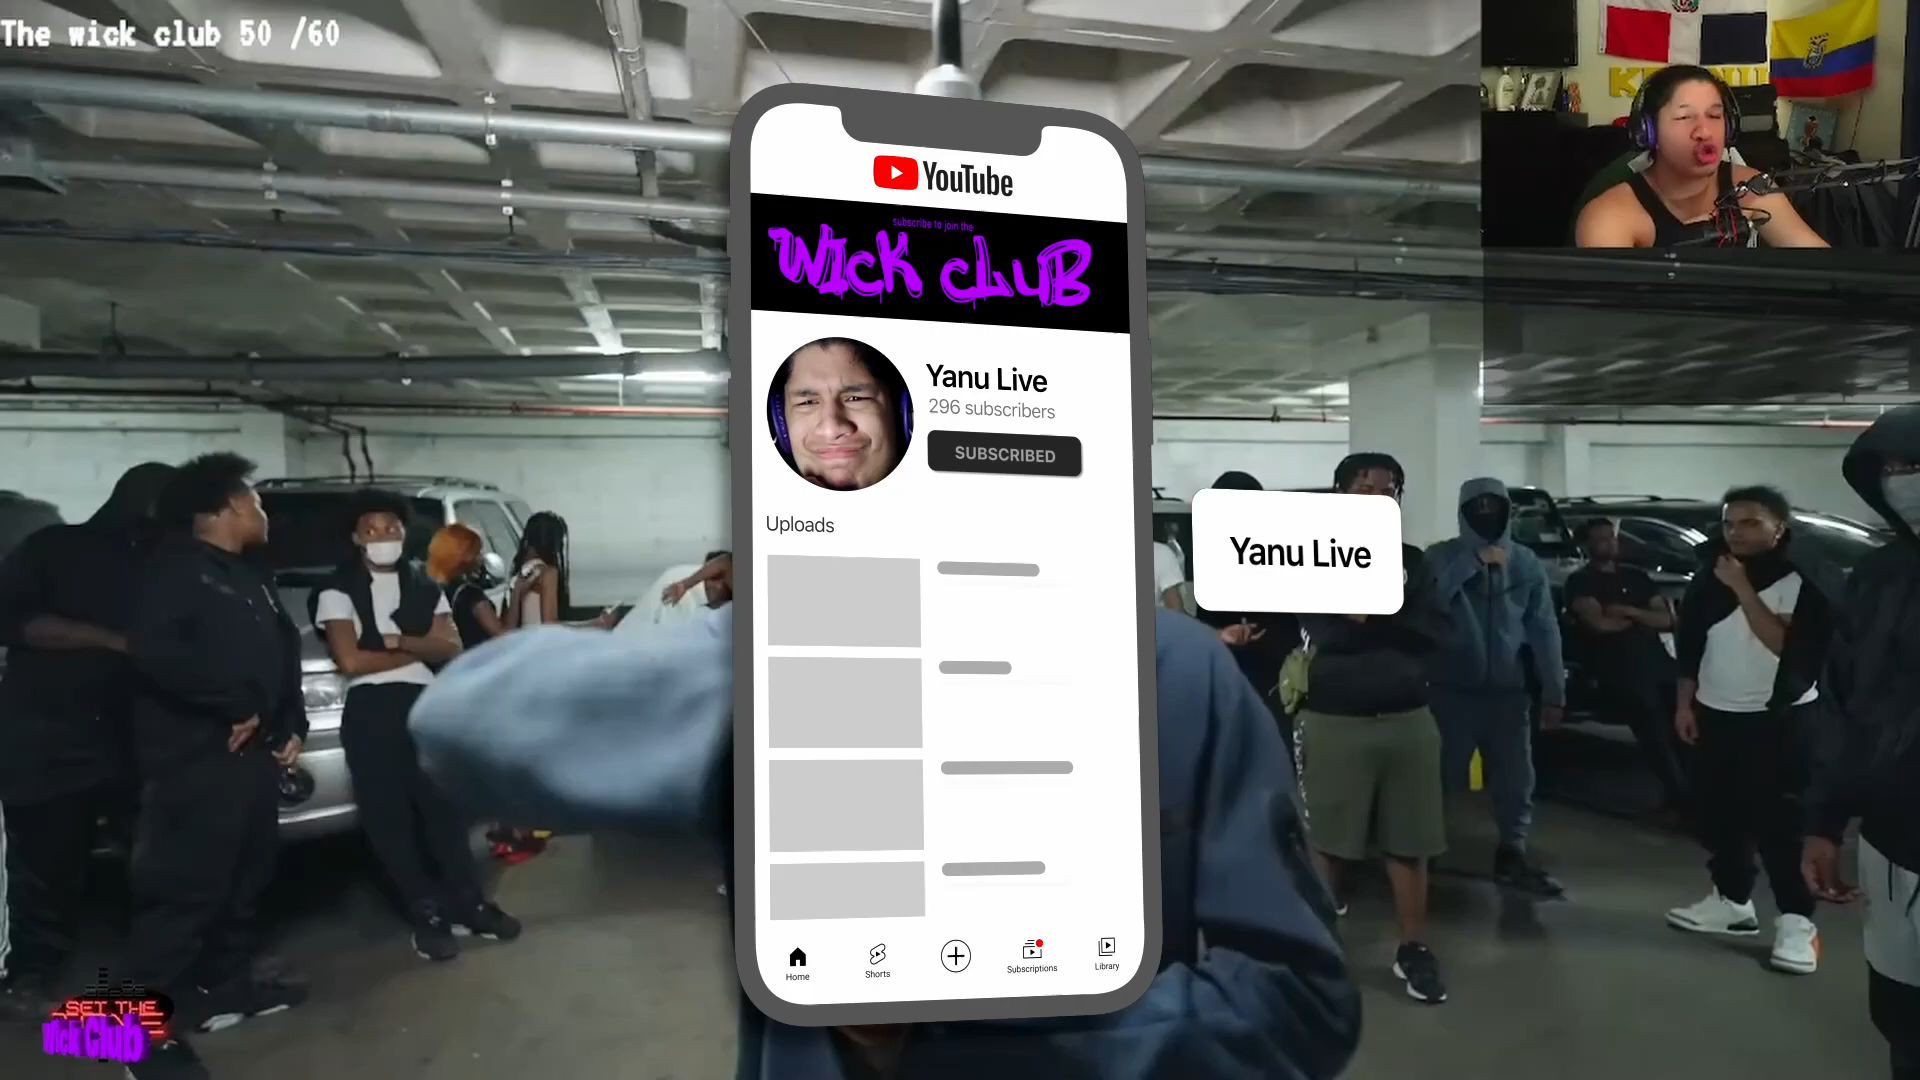 The wick club 50 /60
YouTube
subscribe to join the
WICK CLUB
Yanu Live
296 subscribers
SUBSCRIBED
Uploads
Yanu Live
Home
Shorts
Subscriptions
Library
SET THE
Wick Club